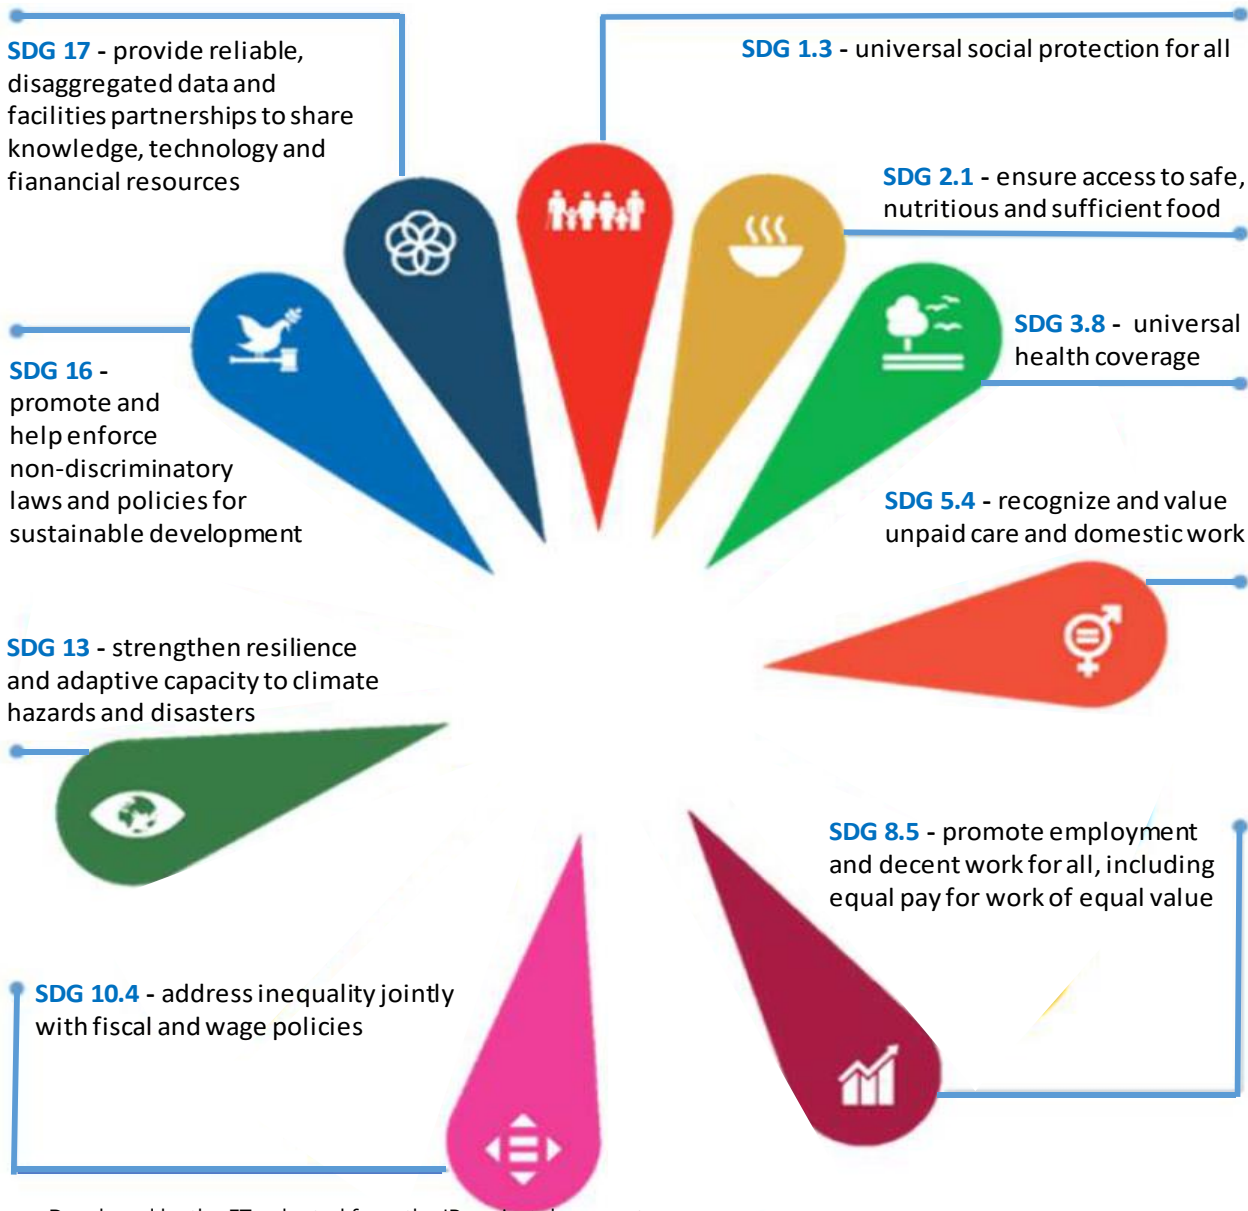 SDG 17 - provide reliable,
disaggregated data and
facilities partnerships to share
knowledge, technology and
fianancial resources
SDG 1.3 - universal social protection for all
SDG 2.1 - ensure access to safe,
nutritious and sufficient food
SDG 3.8 - universal
health coverage
SDG 16 -
promote and
help enforce
non-discriminatory
laws and policies for
sustainable development
SDG 5.4 - recognize and value
unpaid care and domestic work
SDG 13 - strengthen resilience
and adaptive capacity to climate
hazards and disasters
SDG 8.5 - promote employment
and decent work for all, including
equal pay for work of equal value
SDG 10.4 - address inequality jointly
with fiscal and wage policies